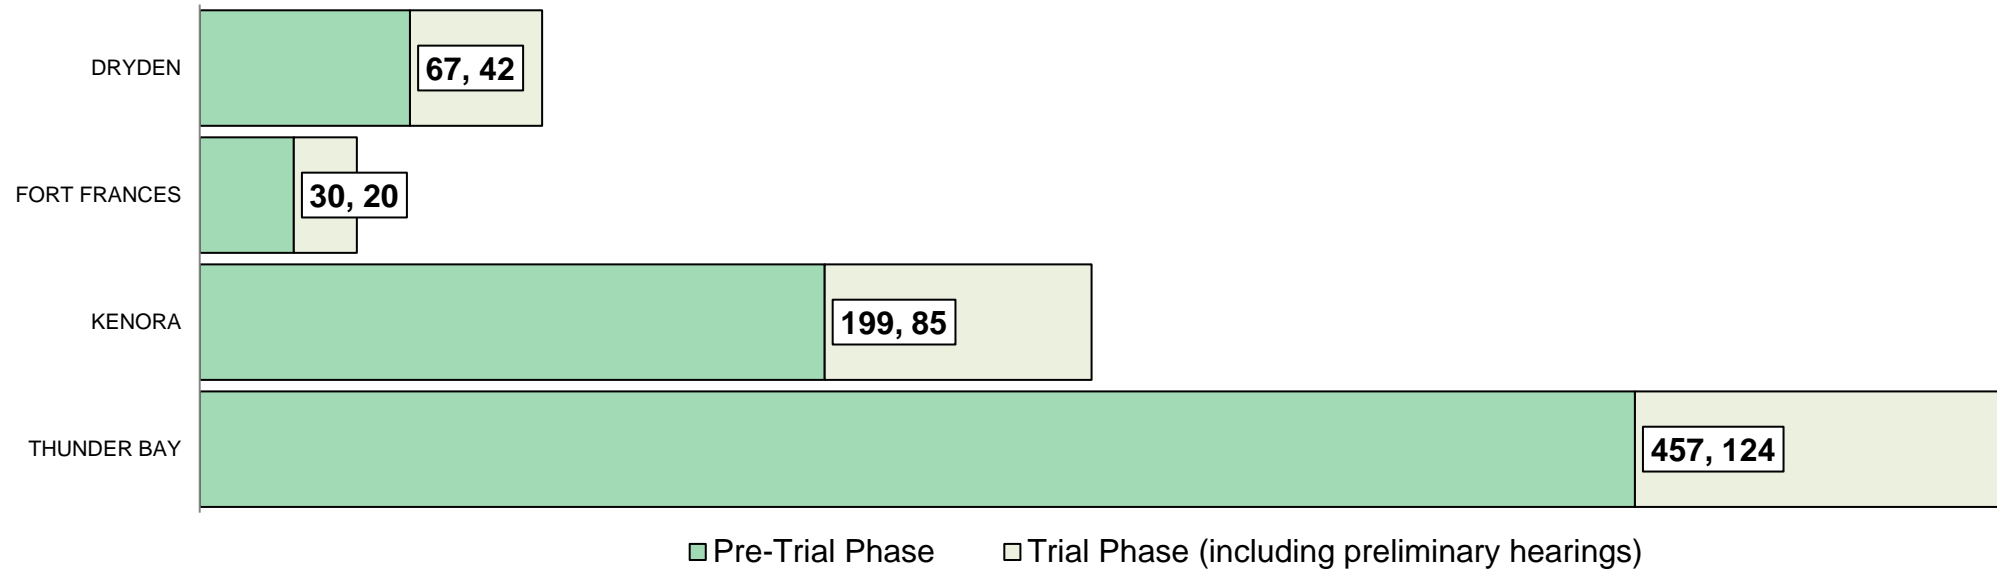 DRYDEN
67, 42
FORT FRANCES
30, 20
KENORA
199, 85
THUNDER BAY
457, 124
Pre-Trial Phase
Trial Phase (including preliminary hearings)